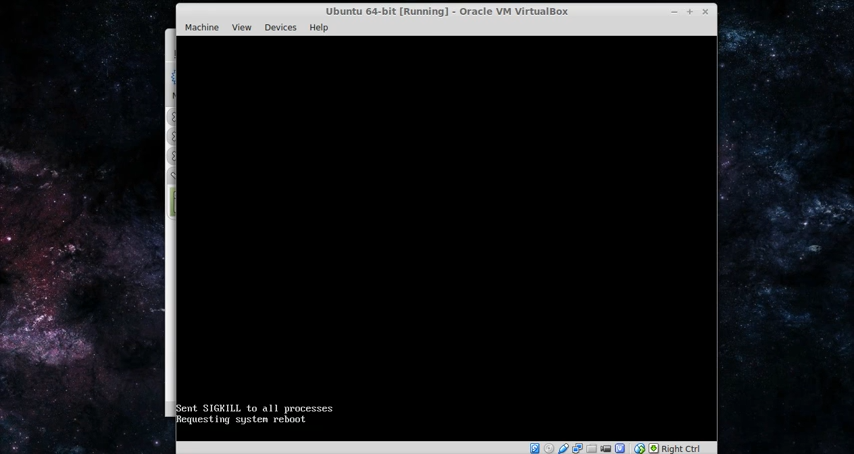 Ubuntu 64-bit [Running] - Oracle VM VirtualBox
Machine View Devices Help
Sent SIGKILL to all processes
Requesting system reboot
Right Ctrl